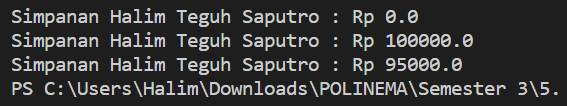 Simpanan Halim Teguh Saputro : Rp 0.0
Simpanan Halim Teguh Saputro : Rp 100000.0
Simpanan Halim Teguh Saputro : Rp 95000.0
PS C:\Users\Halim\Downloads\POLINEMA\Semester 3\5.